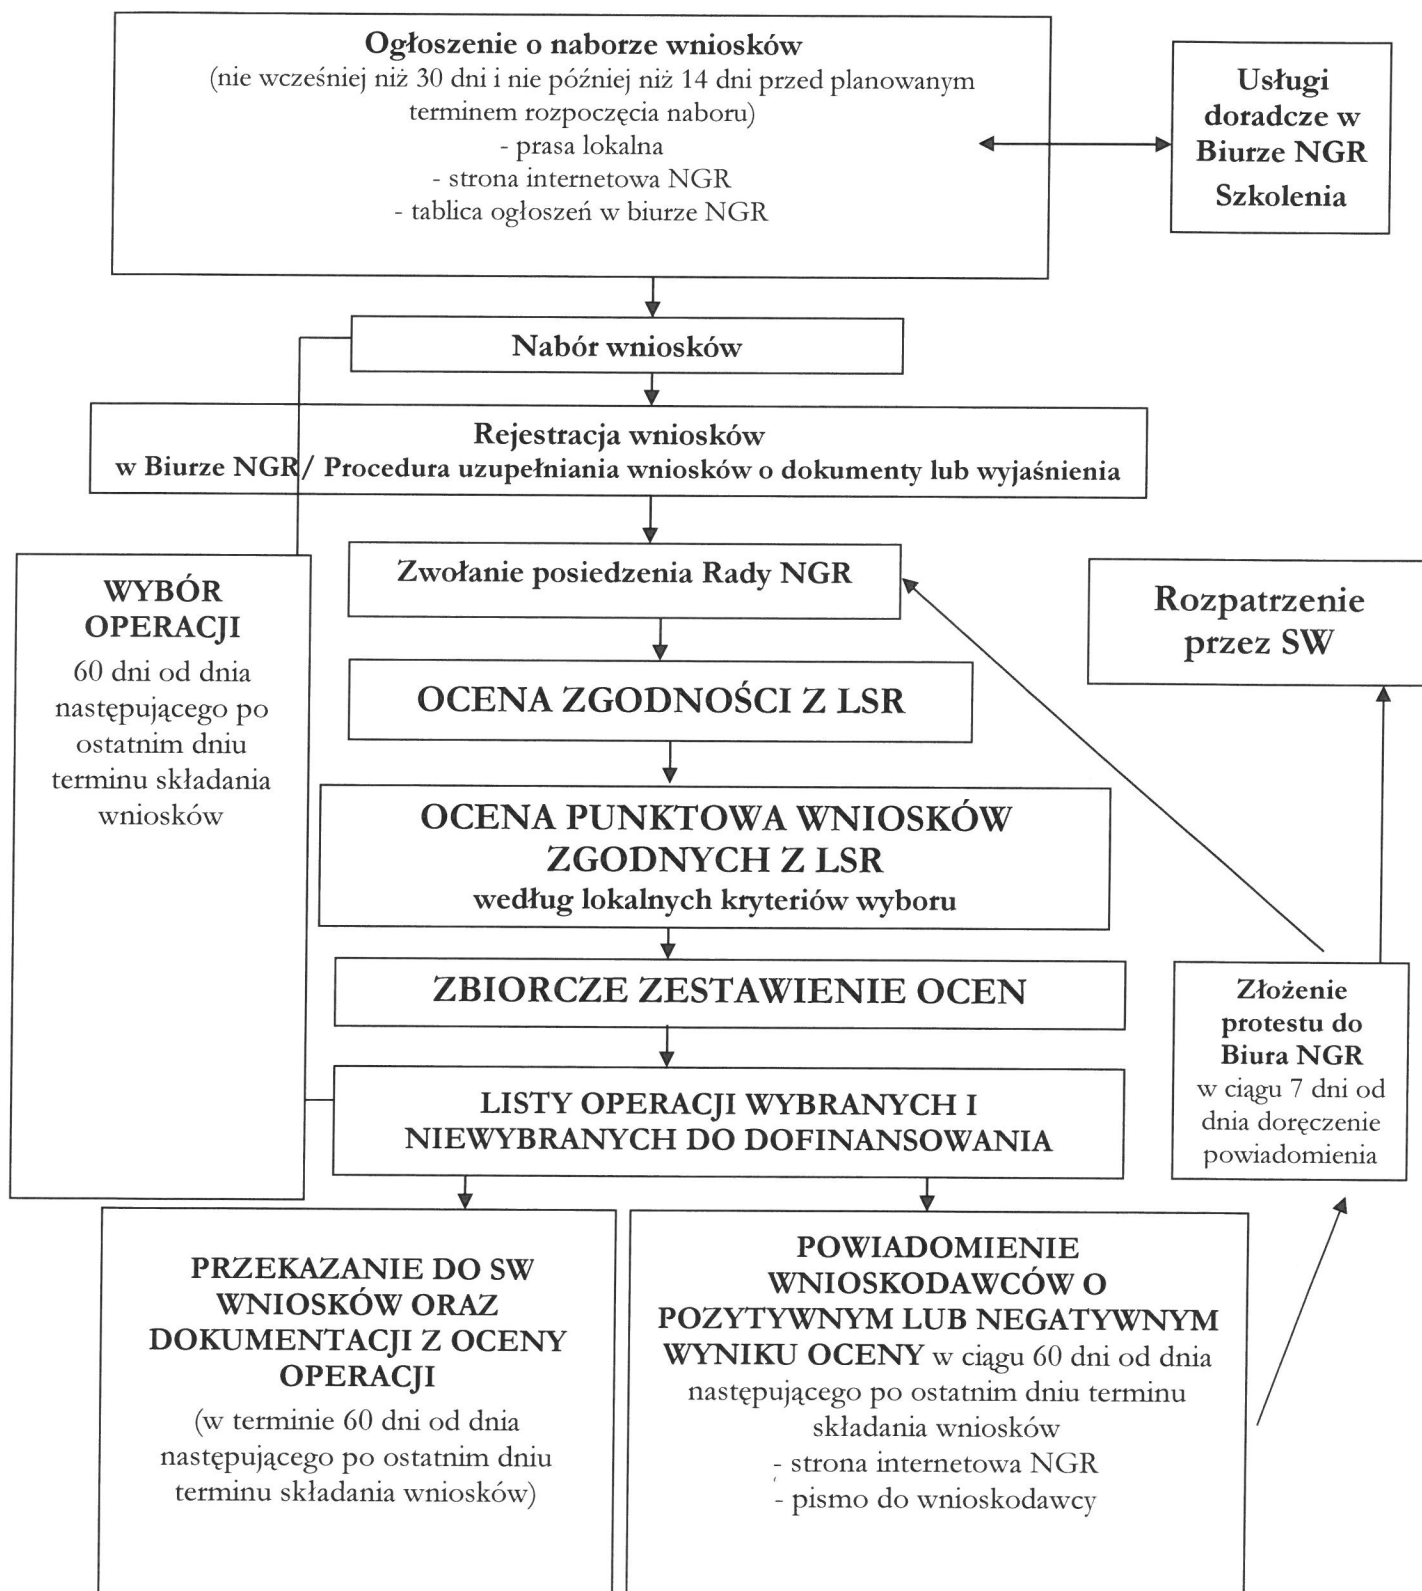 Ogłoszenie o naborze wniosków
(nie wcześniej niż 30 dni i nie później niż 14 dni przed planowanym
terminem rozpoczęcia naboru)
- prasa lokalna
- strona internetowa NGR
- tablica ogłoszeń w biurze NGR
Usługi
doradcze w
Biurze NGR
Szkolenia
Nabór wniosków
Rejestracja wniosków
w Biurze NGR/ Procedura uzupełniania wniosków o dokumenty lub wyjaśnienia
Zwołanie posiedzenia Rady NGR
WYBÓR
OPERACJI
60 dni od dnia
następującego po
ostatnim dniu
terminu składania
wniosków
Rozpatrzenie
przez SW
OCENA ZGODNOŚCI Z LSR
OCENA PUNKTOWA WNIOSKÓW
ZGODNYCH Z LSR
według lokalnych kryteriów wyboru
ZBIORCZE ZESTAWIENIE OCEN
Złożenie
protestu do
Biura NGR
w ciągu 7 dni od
dnia doręczenie
powiadomienia
LISTY OPERACJI WYBRANYCH I
NIEWYBRANYCH DO DOFINANSOWANIA
PRZEKAZANIE DO SW
WNIOSKÓW ORAZ
DOKUMENTACJI Z OCENY
OPERACJI
(w terminie 60 dni od dnia
następującego po ostatnim dniu
terminu składania wniosków)
POWIADOMIENIE
WNIOSKODAWCÓW O
POZYTYWNYM LUB NEGATYWNYM
WYNIKU OCENY w ciągu 60 dni od dnia
następującego po ostatnim dniu terminu
składania wniosków
- strona internetowa NGR
- pismo do wnioskodawcy